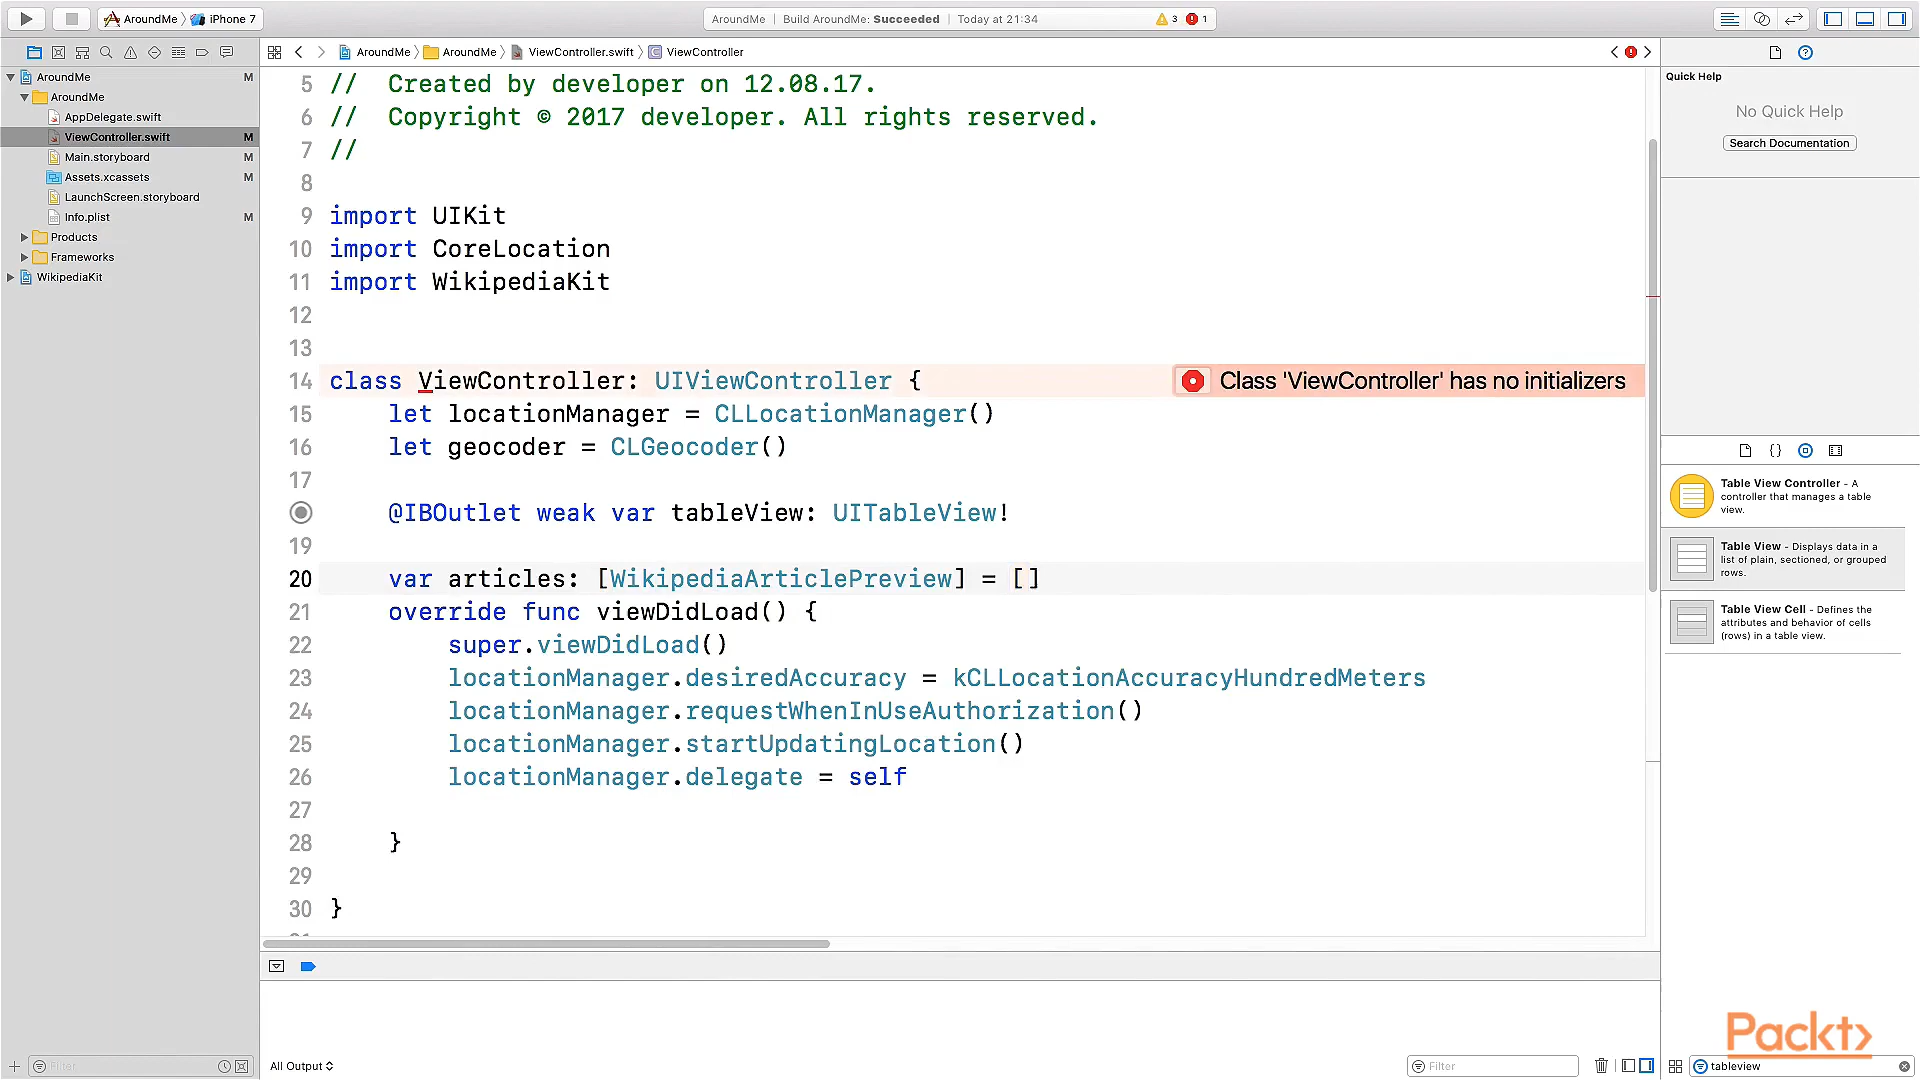 AroundMe 〉 iPhone 7
AroundMe | Build AroundMe: Succeeded | Today at 21:34
3 1
AroundMe 〉 AroundMe 〉 ViewController.swift 〉 C ViewController
AroundMe M
AroundMe
AppDelegate.swift
ViewController.swift M
Main.storyboard M
Assets.xcassets M
LaunchScreen.storyboard
Info.plist M
Products
Frameworks
WikipediaKit
5 //  Created by developer on 12.08.17.
6 //  Copyright © 2017 developer. All rights reserved.
7 //
8
9 import UIKit
10 import CoreLocation
11 import WikipediaKit
12
13
14 class ViewController: UIViewController {
Class 'ViewController' has no initializers
15     let locationManager = CLLocationManager()
16     let geocoder = CLGeocoder()
17
@IBOutlet weak var tableView: UITableView!
19
20     var articles: [WikipediaArticlePreview] = []
21     override func viewDidLoad() {
22         super.viewDidLoad()
23         locationManager.desiredAccuracy = kCLLocationAccuracyHundredMeters
24         locationManager.requestWhenInUseAuthorization()
25         locationManager.startUpdatingLocation()
26         locationManager.delegate = self
27
28     }
29
30 }
Quick Help
No Quick Help
Search Documentation
{}
Table View Controller - A
controller that manages a table
view.
Table View - Displays data in a
list of plain, sectioned, or grouped
rows.
Table View Cell - Defines the
attributes and behavior of cells
(rows) in a table view.
Packt>
Filter
All Output
Filter
tableview